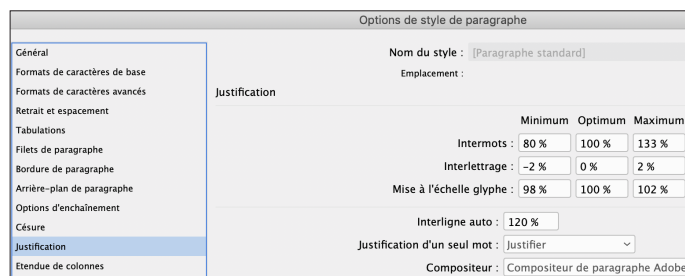 Options de style de paragraphe
Général
Formats de caractères de base
Formats de caractères avancés
Retrait et espacement
Tabulations
Filets de paragraphe
Bordure de paragraphe
Arrière-plan de paragraphe
Options d'enchaînement
Césure
Justification
Etendue de colonnes
Nom du style : [Paragraphe standard]
Emplacement :
Justification
Minimum Optimum Maximum
Intermots : 80 % 100 % 133 %
Interlettrage : -2 % 0 % 2 %
Mise à l'échelle glyphe : 98 % 100 % 102 %
Interligne auto : 120 %
Justification d'un seul mot : Justifier
Compositeur : Compositeur de paragraphe Adobe